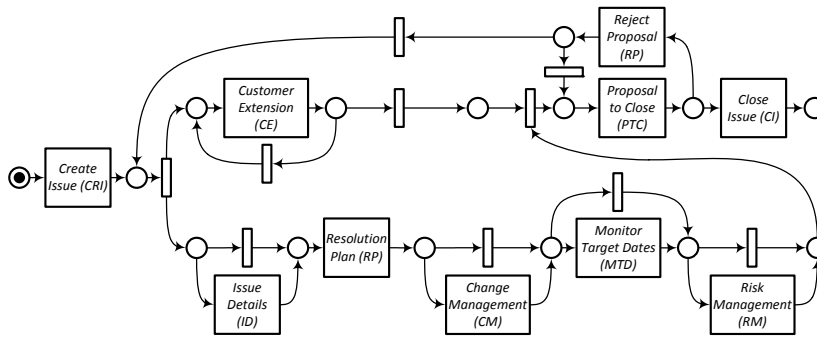 Reject
Proposal
(RP)
Customer
Extension
(CE)
Proposal
to Close
(PTC)
Close
Issue (CI)
Create
Issue (CRI)
Resolution
Plan (RP)
Monitor
Target Dates
(MTD)
Issue
Details
(ID)
Change
Management
(CM)
Risk
Management
(RM)